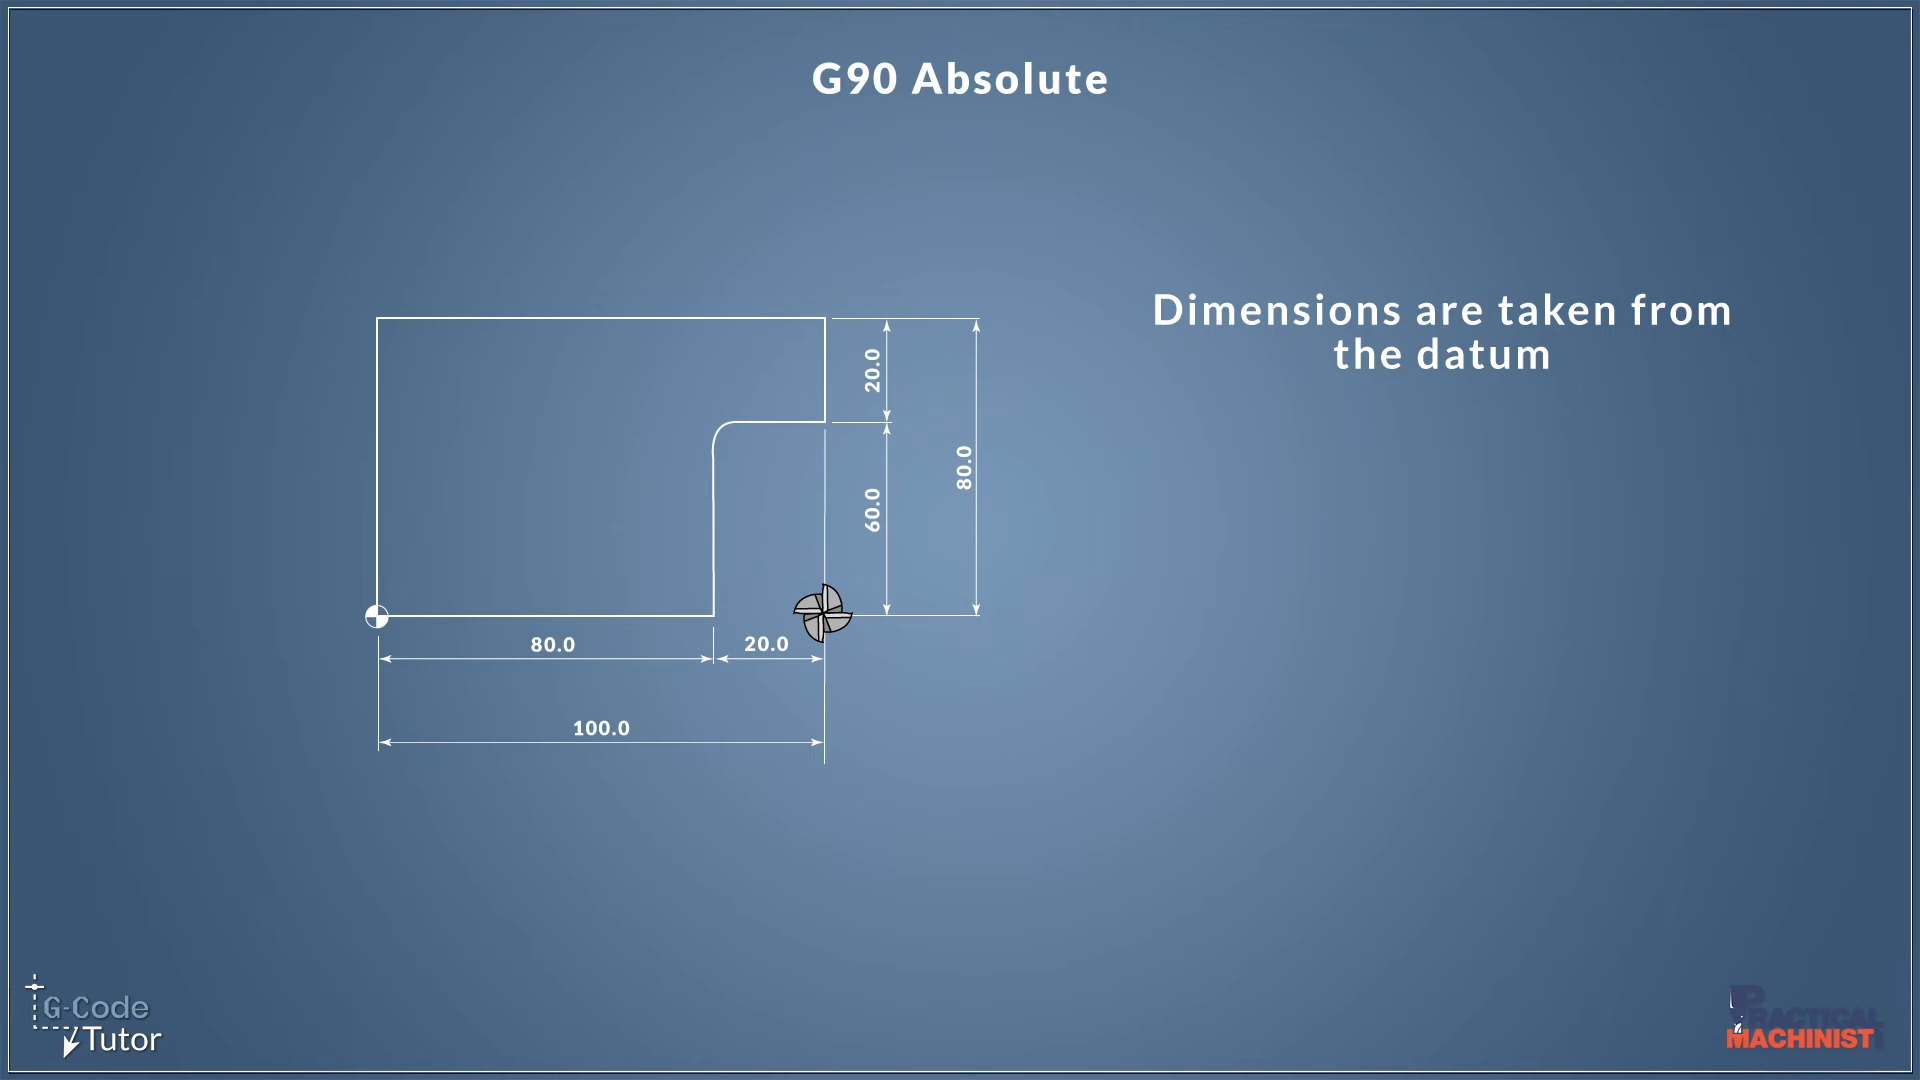 G90 Absolute
Dimensions are taken from
the datum
20.0
80.0
60.0
80.0
20.0
100.0
G-Code
Tutor
PRACTICAL
MACHINIST